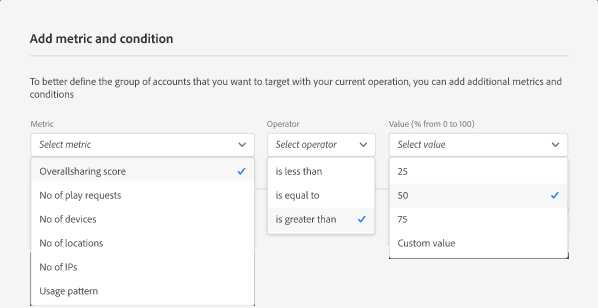 Add metric and condition
To better define the group of accounts that you want to target with your current operation, you can add additional metrics and
conditions
Metric
Operator
Value (% from 0 to 100)
Select metric
Select operator
Select value
Overallsharing score
is less than
25
No of play requests
is equal to
50
No of devices
is greater than
75
No of locations
Custom value
No of IPs
Usage pattern